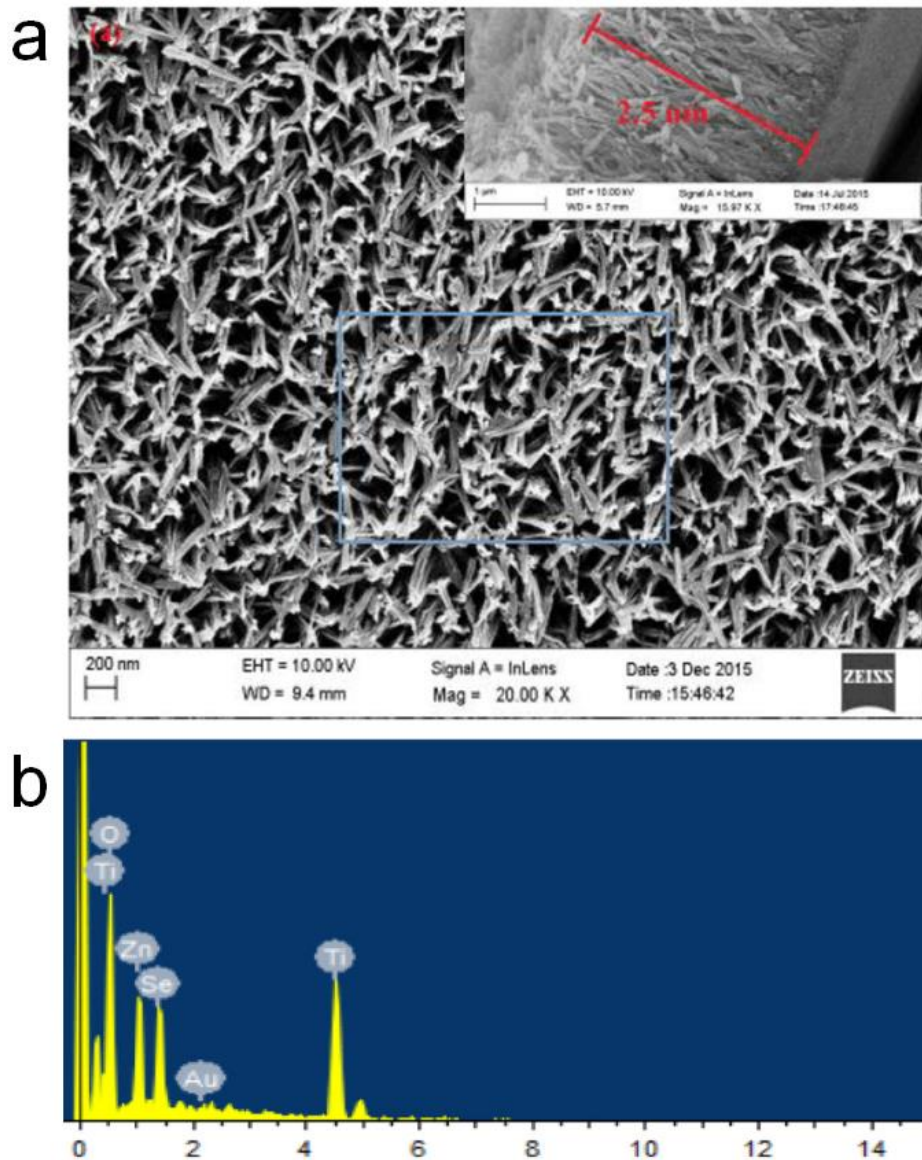 a
(4)
2.5 nm
1 µm
EHT = 10.00 kV
Signal A = InLens
Date :14 Jul 2015
WD = 5.7 mm
Mag = 15.97 K X
Time :17:48:45
200 nm
EHT = 10.00 kV
Signal A = InLens
Date :3 Dec 2015
WD = 9.4 mm
Mag = 20.00 K X
Time :15:46:42
ZEISS
b
O
Ti
Zn
Se
Ti
Au
0 2 4 6 8 10 12 14